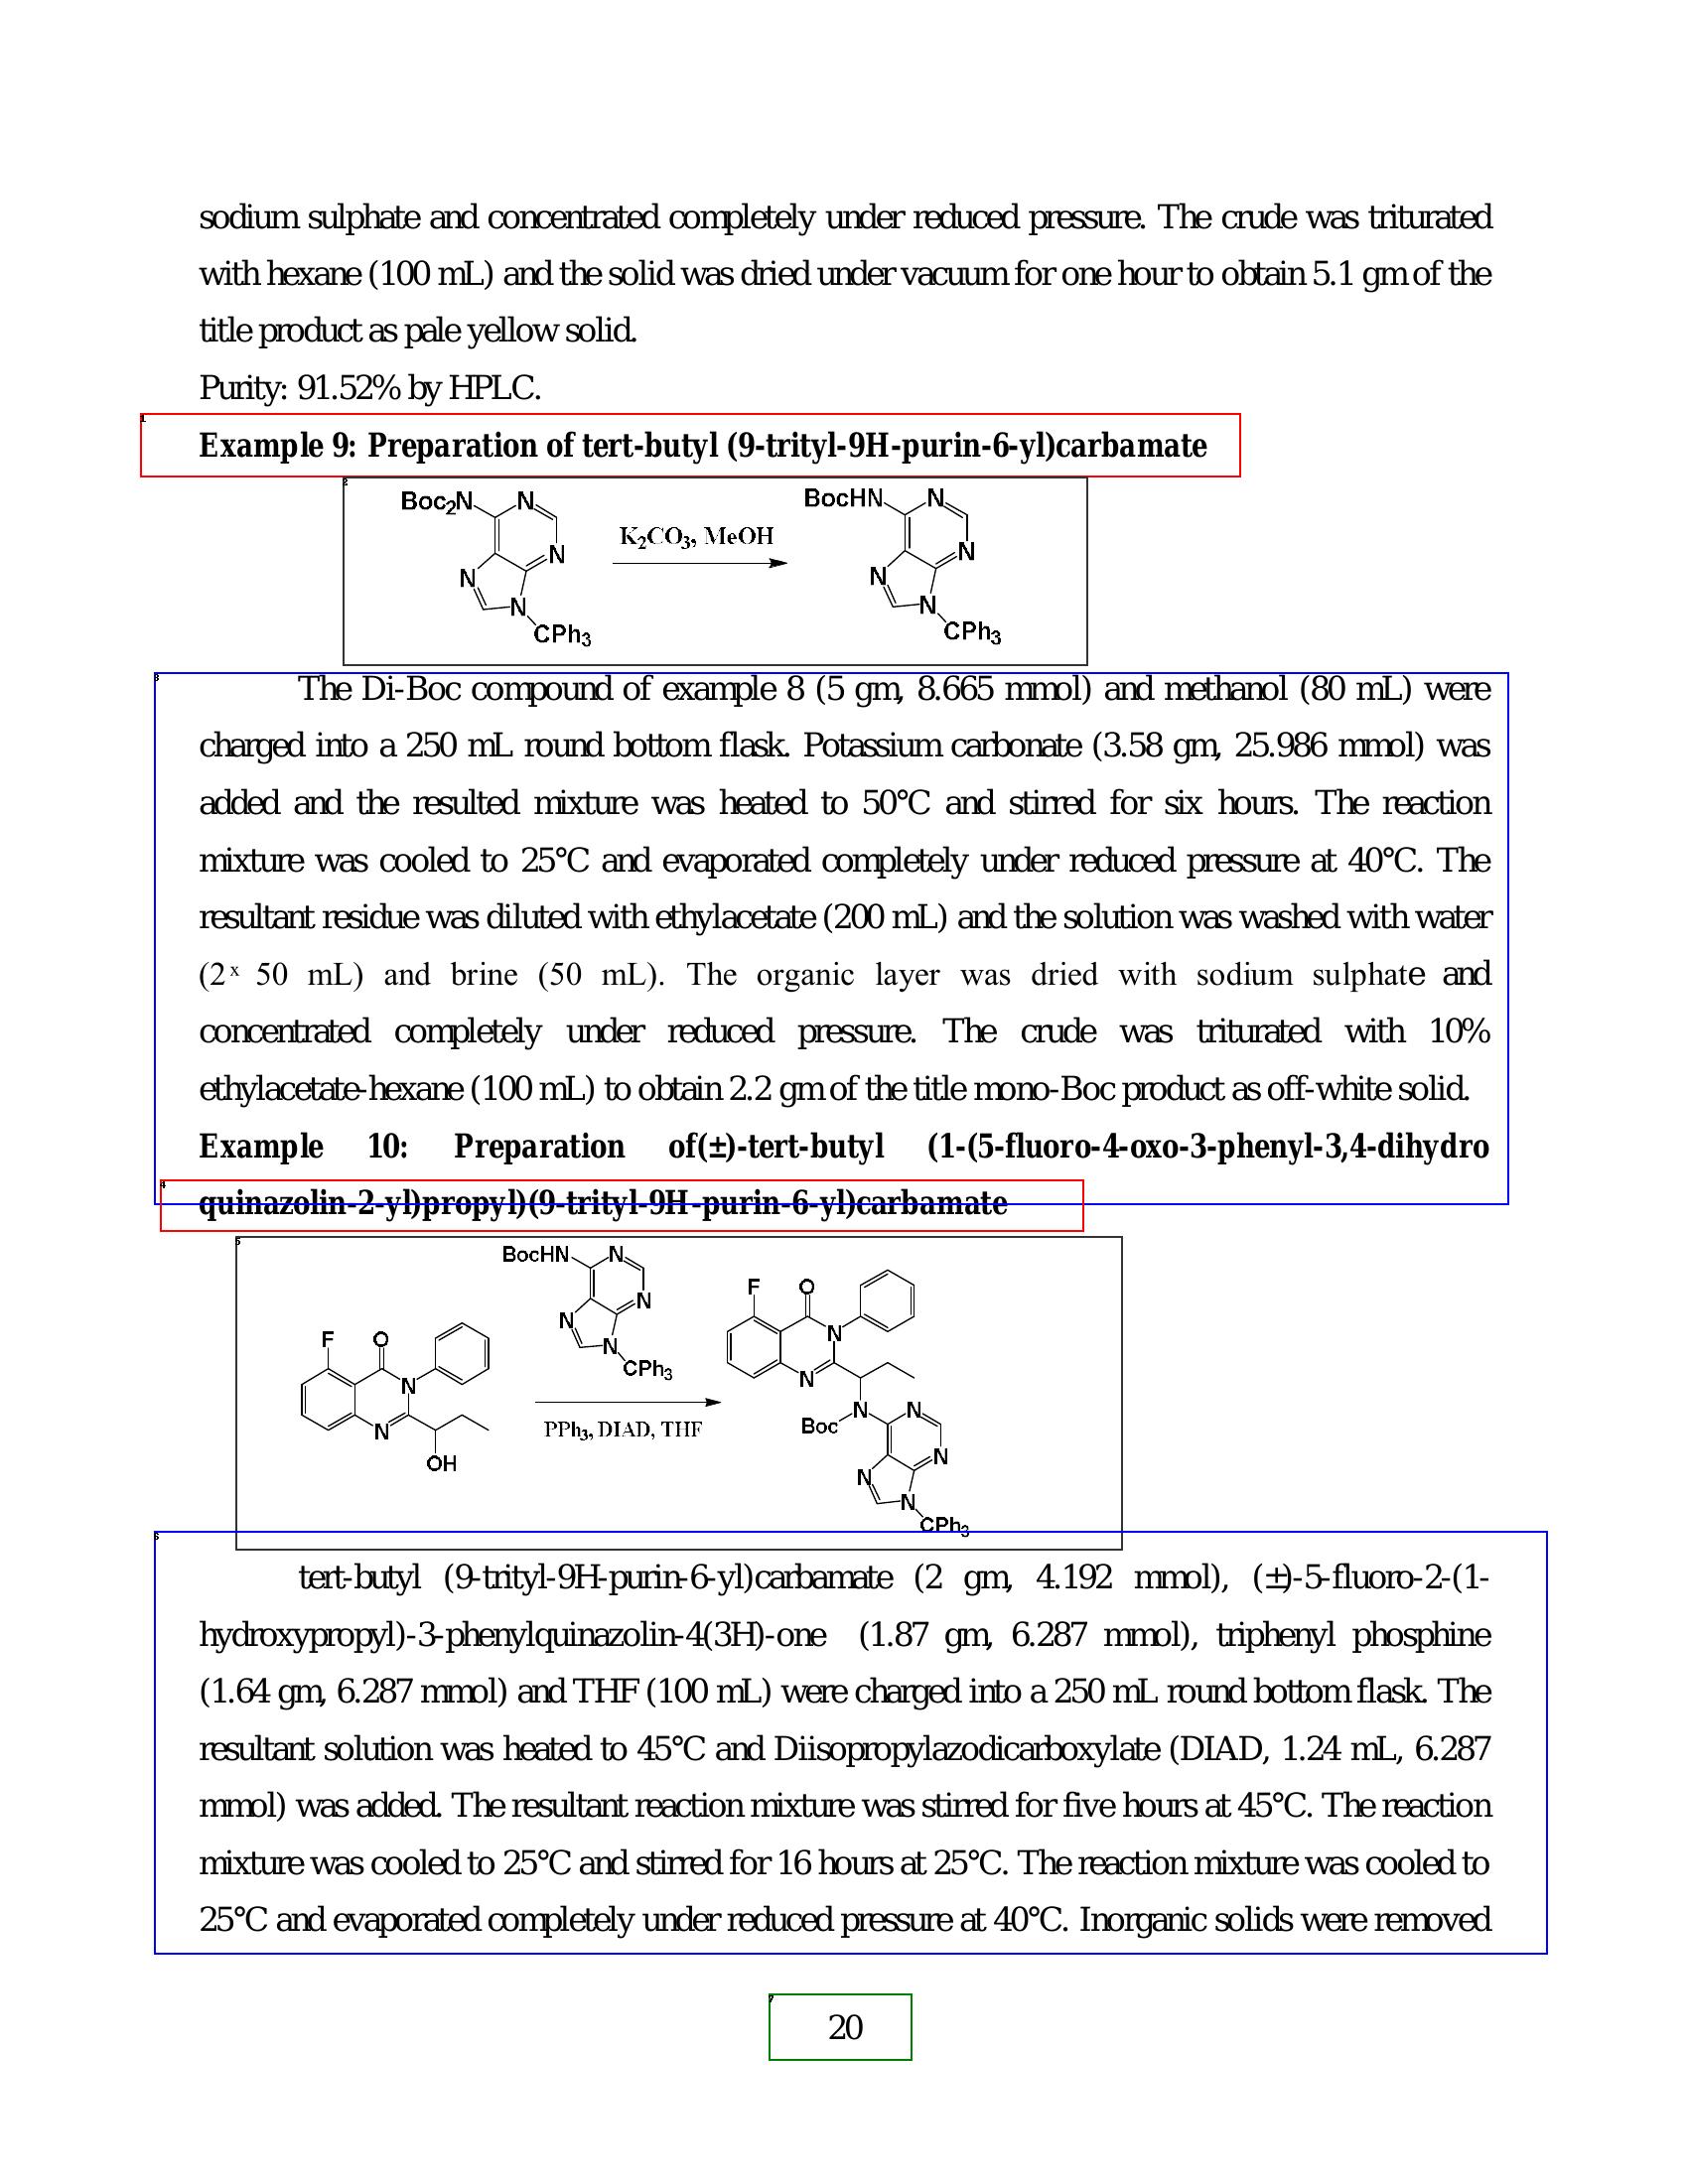 sodium sulphate and concentrated completely under reduced pressure. The crude was triturated
with hexane (100 mL) and the solid was dried under vacuum for one hour to obtain 5.1 gm of the
title product as pale yellow solid.
Purity: 91.52% by HPLC.
1
Example 9: Preparation of tert-butyl (9-trityl-9H-purin-6-yl)carbamate
2
Boc2N N N N N CPh3
K2CO3, MeOH
BocHN N N N N CPh3
3
The Di-Boc compound of example 8 (5 gm, 8.665 mmol) and methanol (80 mL) were
charged into a 250 mL round bottom flask. Potassium carbonate (3.58 gm, 25.986 mmol) was
added and the resulted mixture was heated to 50°C and stirred for six hours. The reaction
mixture was cooled to 25°C and evaporated completely under reduced pressure at 40°C. The
resultant residue was diluted with ethylacetate (200 mL) and the solution was washed with water
(2 x 50 mL) and brine (50 mL). The organic layer was dried with sodium sulphate and
concentrated completely under reduced pressure. The crude was triturated with 10%
ethylacetate-hexane (100 mL) to obtain 2.2 gm of the title mono-Boc product as off-white solid.
Example 10: Preparation of(±)-tert-butyl (1-(5-fluoro-4-oxo-3-phenyl-3,4-dihydro
4
quinazolin-2-yl)propyl)(9-trityl-9H-purin-6-yl)carbamate
5
F O N N OH
BocHN N N N N CPh3
PPh3, DIAD, THF
F O N N N Boc N N N N CPh3
6
tert-butyl (9-trityl-9H-purin-6-yl)carbamate (2 gm, 4.192 mmol), (±)-5-fluoro-2-(1-
hydroxypropyl)-3-phenylquinazolin-4(3H)-one (1.87 gm, 6.287 mmol), triphenyl phosphine
(1.64 gm, 6.287 mmol) and THF (100 mL) were charged into a 250 mL round bottom flask. The
resultant solution was heated to 45°C and Diisopropylazodicarboxylate (DIAD, 1.24 mL, 6.287
mmol) was added. The resultant reaction mixture was stirred for five hours at 45°C. The reaction
mixture was cooled to 25°C and stirred for 16 hours at 25°C. The reaction mixture was cooled to
25°C and evaporated completely under reduced pressure at 40°C. Inorganic solids were removed
7
20